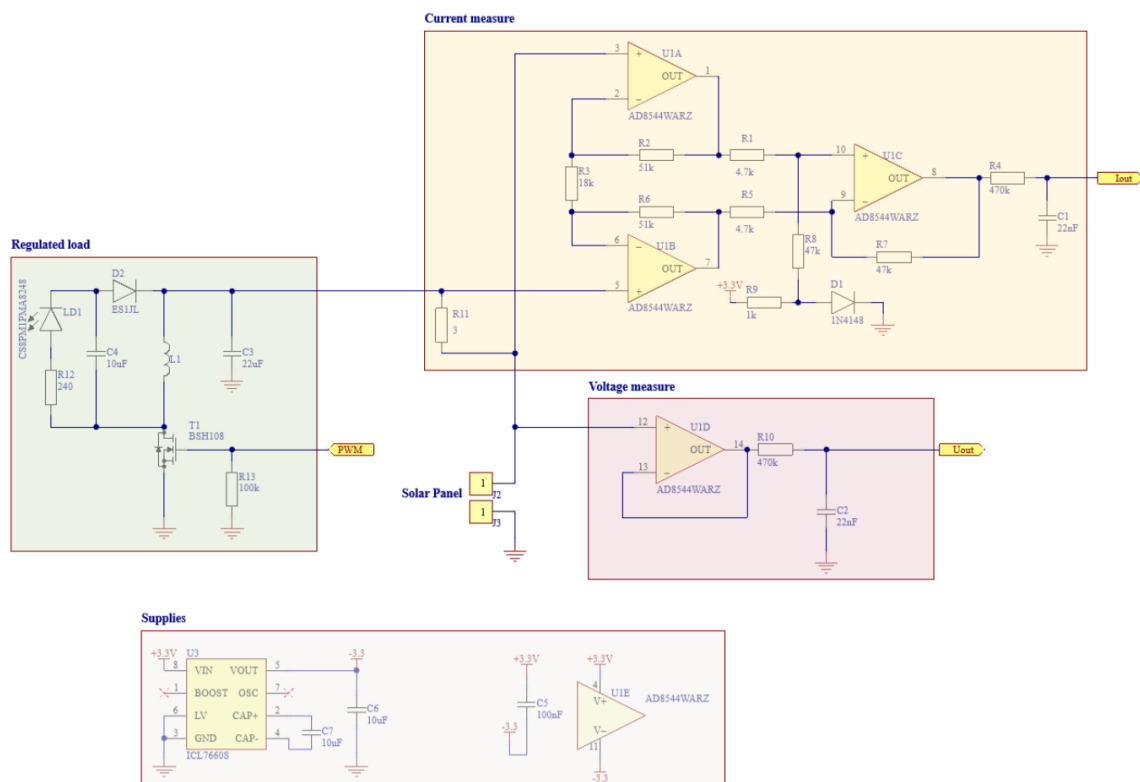 Current measure
3
+
U1A
OUT
1
2
−
AD8544WARZ
R2
51k
R1
4.7k
10
+
U1C
OUT
8
9
−
AD8544WARZ
R4
470k
Iout
C1
22nF
R3
18k
R6
51k
R5
4.7k
6
−
U1B
OUT
7
5
+
AD8544WARZ
R8
47k
R7
47k
+3.3V
R9
1k
D1
1N4148
R11
3
Regulated load
D2
ES1JL
CS8PM1PMA8248
LD1
C4
10uF
L1
C3
22uF
R12
240
T1
BSH108
PWM
R13
100k
Voltage measure
12
+
U1D
OUT
14
13
−
AD8544WARZ
R10
470k
Uout
C2
22nF
Solar Panel
1
J2
1
J3
Supplies
+3.3V
U3
8
VIN
VOUT
5
-3.3
1
BOOST
OSC
7
6
LV
CAP+
2
3
GND
CAP-
4
ICL7660S
C7
10uF
C6
10uF
+3.3V
C5
100nF
-3.3
+3.3V
4
V+
U1E
AD8544WARZ
V−
11
-3.3